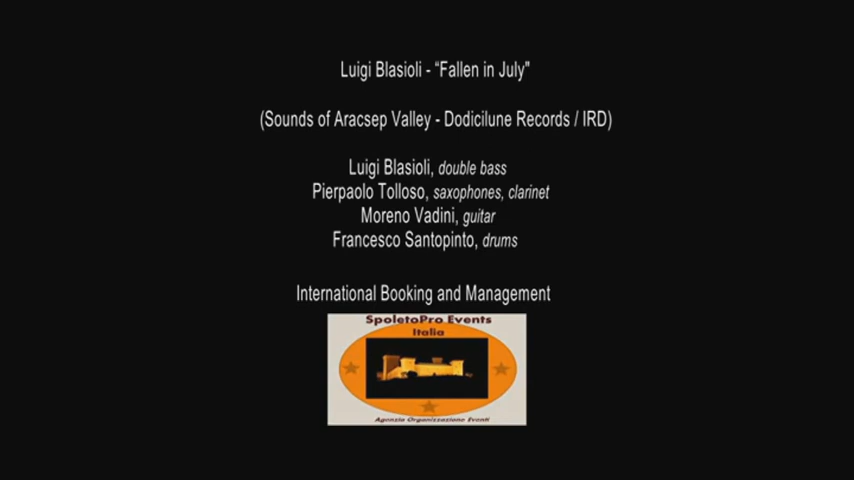 Luigi Blasioli - “Fallen in July"
(Sounds of Aracsep Valley - Dodicilune Records / IRD)
Luigi Blasioli, double bass
Pierpaolo Tolloso, saxophones, clarinet
Moreno Vadini, guitar
Francesco Santopinto, drums
International Booking and Management
SpoletoPro Events
Italia
Agenzia Organizzazione Eventi